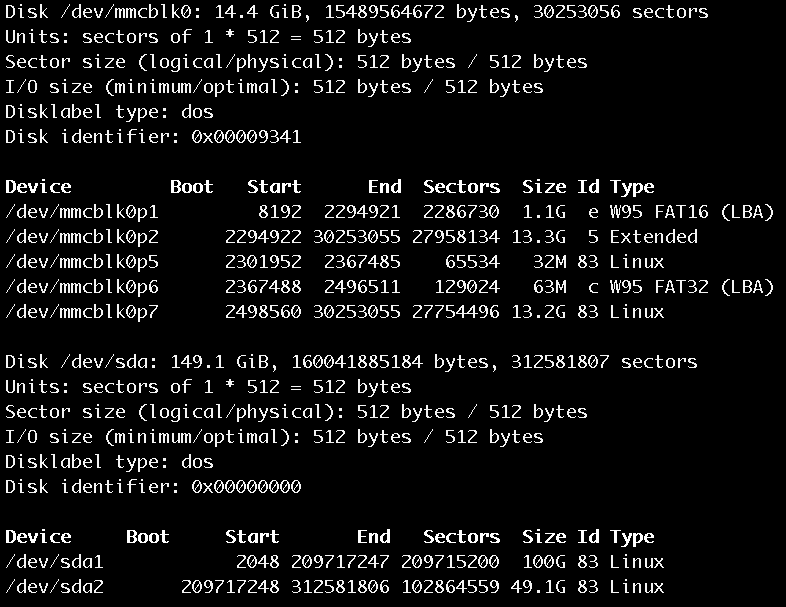 Disk /dev/mmcblk0: 14.4 GiB, 15489564672 bytes, 30253056 sectors
Units: sectors of 1 * 512 = 512 bytes
Sector size (logical/physical): 512 bytes / 512 bytes
I/O size (minimum/optimal): 512 bytes / 512 bytes
Disklabel type: dos
Disk identifier: 0x00009341

Device         Boot   Start      End  Sectors  Size Id Type
/dev/mmcblk0p1         8192  2294921  2286730  1.1G  e W95 FAT16 (LBA)
/dev/mmcblk0p2      2294922 30253055 27958134 13.3G  5 Extended
/dev/mmcblk0p5      2301952  2367485    65534   32M 83 Linux
/dev/mmcblk0p6      2367488  2496511   129024   63M  c W95 FAT32 (LBA)
/dev/mmcblk0p7      2498560 30253055 27754496 13.2G 83 Linux

Disk /dev/sda: 149.1 GiB, 160041885184 bytes, 312581807 sectors
Units: sectors of 1 * 512 = 512 bytes
Sector size (logical/physical): 512 bytes / 512 bytes
I/O size (minimum/optimal): 512 bytes / 512 bytes
Disklabel type: dos
Disk identifier: 0x00000000

Device     Boot     Start       End   Sectors  Size Id Type
/dev/sda1            2048 209717247 209715200  100G 83 Linux
/dev/sda2       209717248 312581806 102864559 49.1G 83 Linux